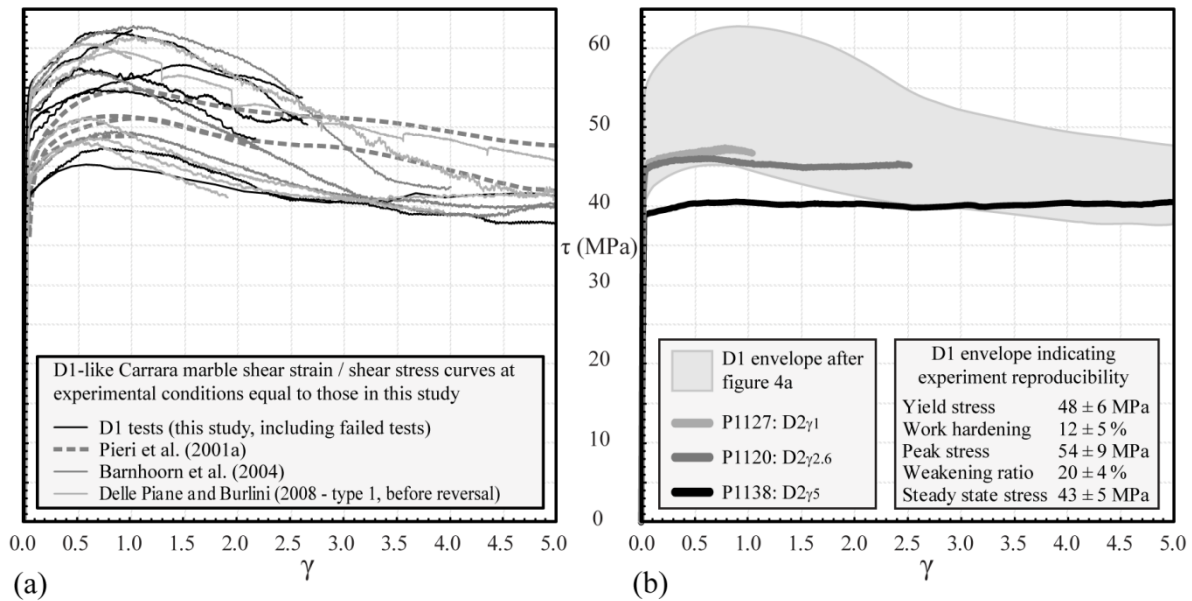 60
50
40
τ (MPa)
30
20
10
0
D1-like Carrara marble shear strain / shear stress curves at
experimental conditions equal to those in this study
D1 tests (this study, including failed tests)
Pieri et al. (2001a)
Barnhoorn et al. (2004)
Delle Piane and Burlini (2008 - type 1, before reversal)
0.0 0.5 1.0 1.5 2.0 2.5 3.0 3.5 4.0 4.5 5.0
γ
(a)
D1 envelope after
figure 4a
P1127: D2γ1
P1120: D2γ2.6
P1138: D2γ5
D1 envelope indicating
experiment reproducibility
Yield stress 48 ± 6 MPa
Work hardening 12 ± 5 %
Peak stress 54 ± 9 MPa
Weakening ratio 20 ± 4 %
Steady state stress 43 ± 5 MPa
0.0 0.5 1.0 1.5 2.0 2.5 3.0 3.5 4.0 4.5 5.0
γ
(b)